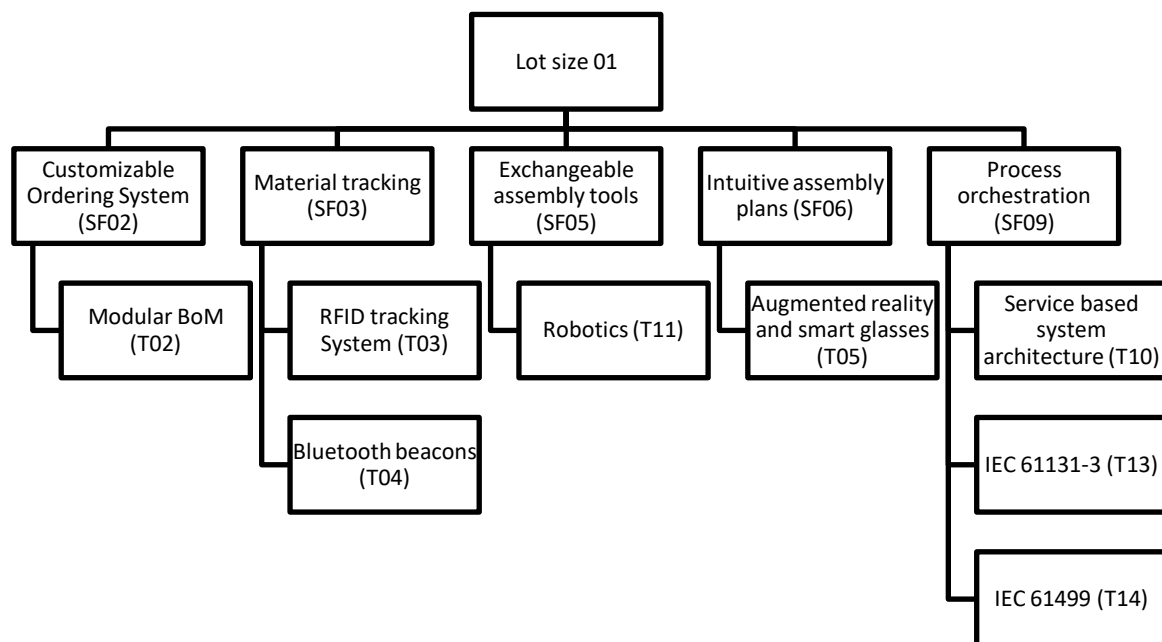 Lot size 01
Customizable
Ordering System
(SF02)
Material tracking
(SF03)
Exchangeable
assembly tools
(SF05)
Intuitive assembly
plans (SF06)
Process
orchestration
(SF09)
Modular BoM
(T02)
RFID tracking
System (T03)
Robotics (T11)
Augmented reality
and smart glasses
(T05)
Service based
system
architecture (T10)
Bluetooth beacons
(T04)
IEC 61131-3 (T13)
IEC 61499 (T14)